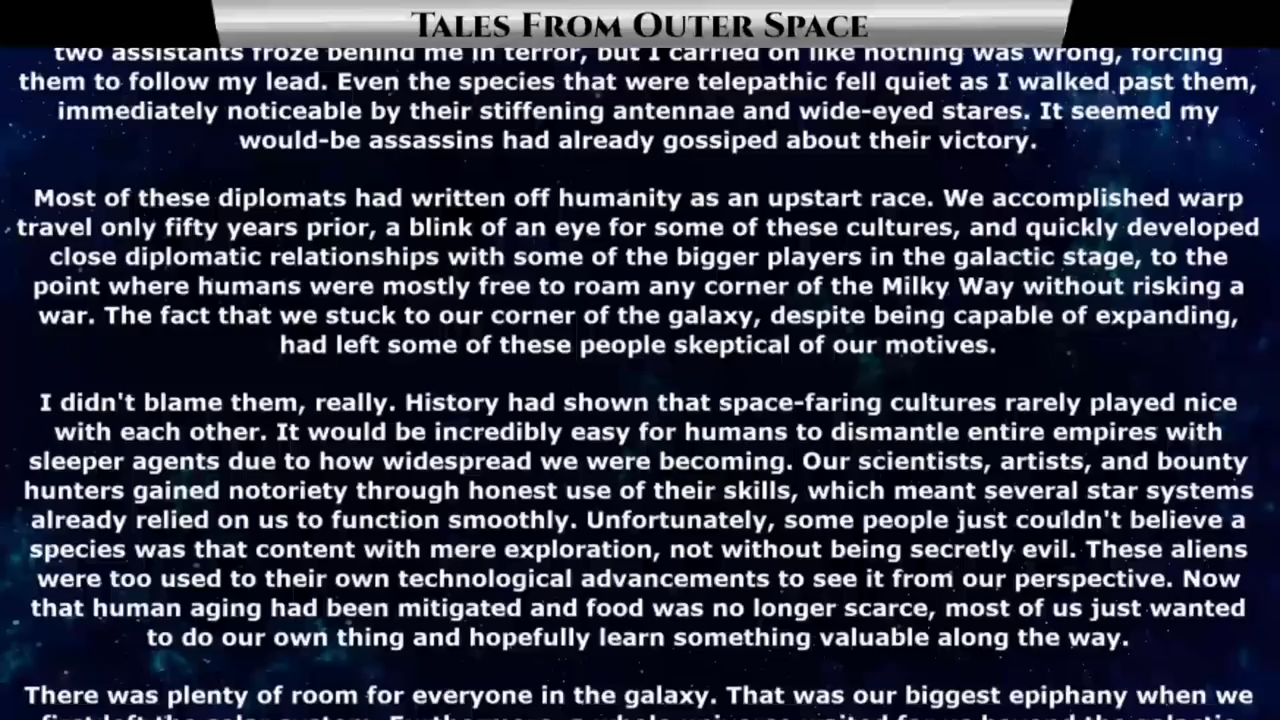 Tales From Outer Space
two assistants froze behind me in terror, but I carried on like nothing was wrong, forcing
them to follow my lead. Even the species that were telepathic fell quiet as I walked past them,
immediately noticeable by their stiffening antennae and wide-eyed stares. It seemed my
would-be assassins had already gossiped about their victory.
Most of these diplomats had written off humanity as an upstart race. We accomplished warp
travel only fifty years prior, a blink of an eye for some of these cultures, and quickly developed
close diplomatic relationships with some of the bigger players in the galactic stage, to the
point where humans were mostly free to roam any corner of the Milky Way without risking a
war. The fact that we stuck to our corner of the galaxy, despite being capable of expanding,
had left some of these people skeptical of our motives.
I didn't blame them, really. History had shown that space-faring cultures rarely played nice
with each other. It would be incredibly easy for humans to dismantle entire empires with
sleeper agents due to how widespread we were becoming. Our scientists, artists, and bounty
hunters gained notoriety through honest use of their skills, which meant several star systems
already relied on us to function smoothly. Unfortunately, some people just couldn't believe a
species was that content with mere exploration, not without being secretly evil. These aliens
were too used to their own technological advancements to see it from our perspective. Now
that human aging had been mitigated and food was no longer scarce, most of us just wanted
to do our own thing and hopefully learn something valuable along the way.
There was plenty of room for everyone in the galaxy. That was our biggest epiphany when we